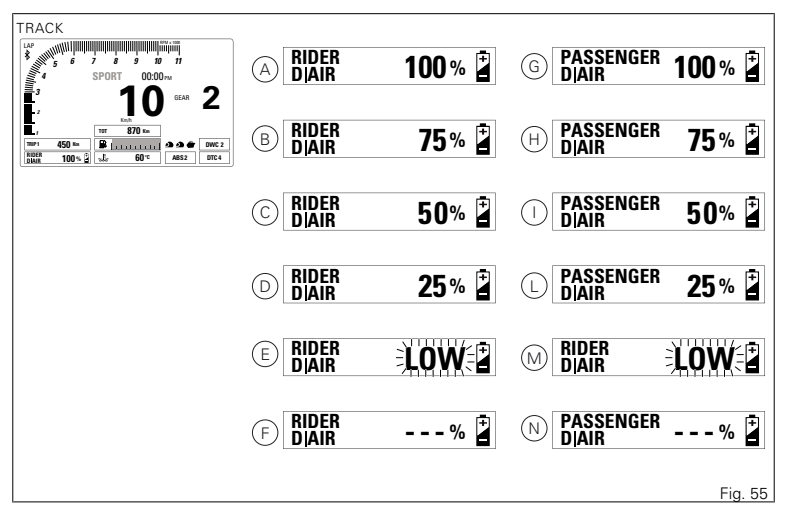 TRACK
LAP
RPM x 1000
1 2 3 4 5 6 7 8 9 10 11
SPORT 00:00 PM
10 GEAR 2
Km/h
TOT 870 Km
TRIP1 450 Km
DWC 2
RIDER D|AIR 100 %
60 °C
ABS 2
DTC 4
A RIDER D|AIR 100 %
G PASSENGER D|AIR 100 %
B RIDER D|AIR 75 %
H PASSENGER D|AIR 75 %
C RIDER D|AIR 50 %
I PASSENGER D|AIR 50 %
D RIDER D|AIR 25 %
L PASSENGER D|AIR 25 %
E RIDER D|AIR LOW
M RIDER D|AIR LOW
F RIDER D|AIR - - - %
N PASSENGER D|AIR - - - %
Fig. 55